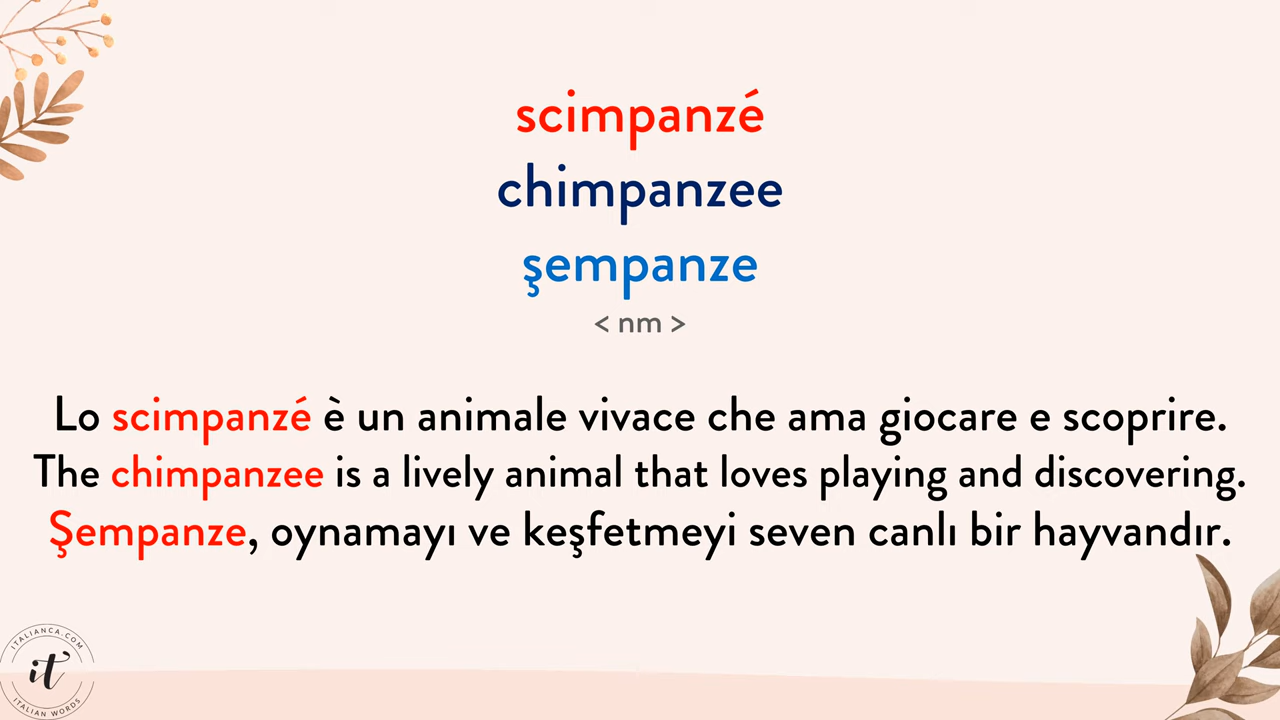 scimpanzé
chimpanzee
şempanze
< nm >
Lo scimpanzé è un animale vivace che ama giocare e scoprire.
The chimpanzee is a lively animal that loves playing and discovering.
Şempanze, oynamayı ve keşfetmeyi seven canlı bir hayvandır.
ITALIANCA.COM
it
ITALIAN WORDS